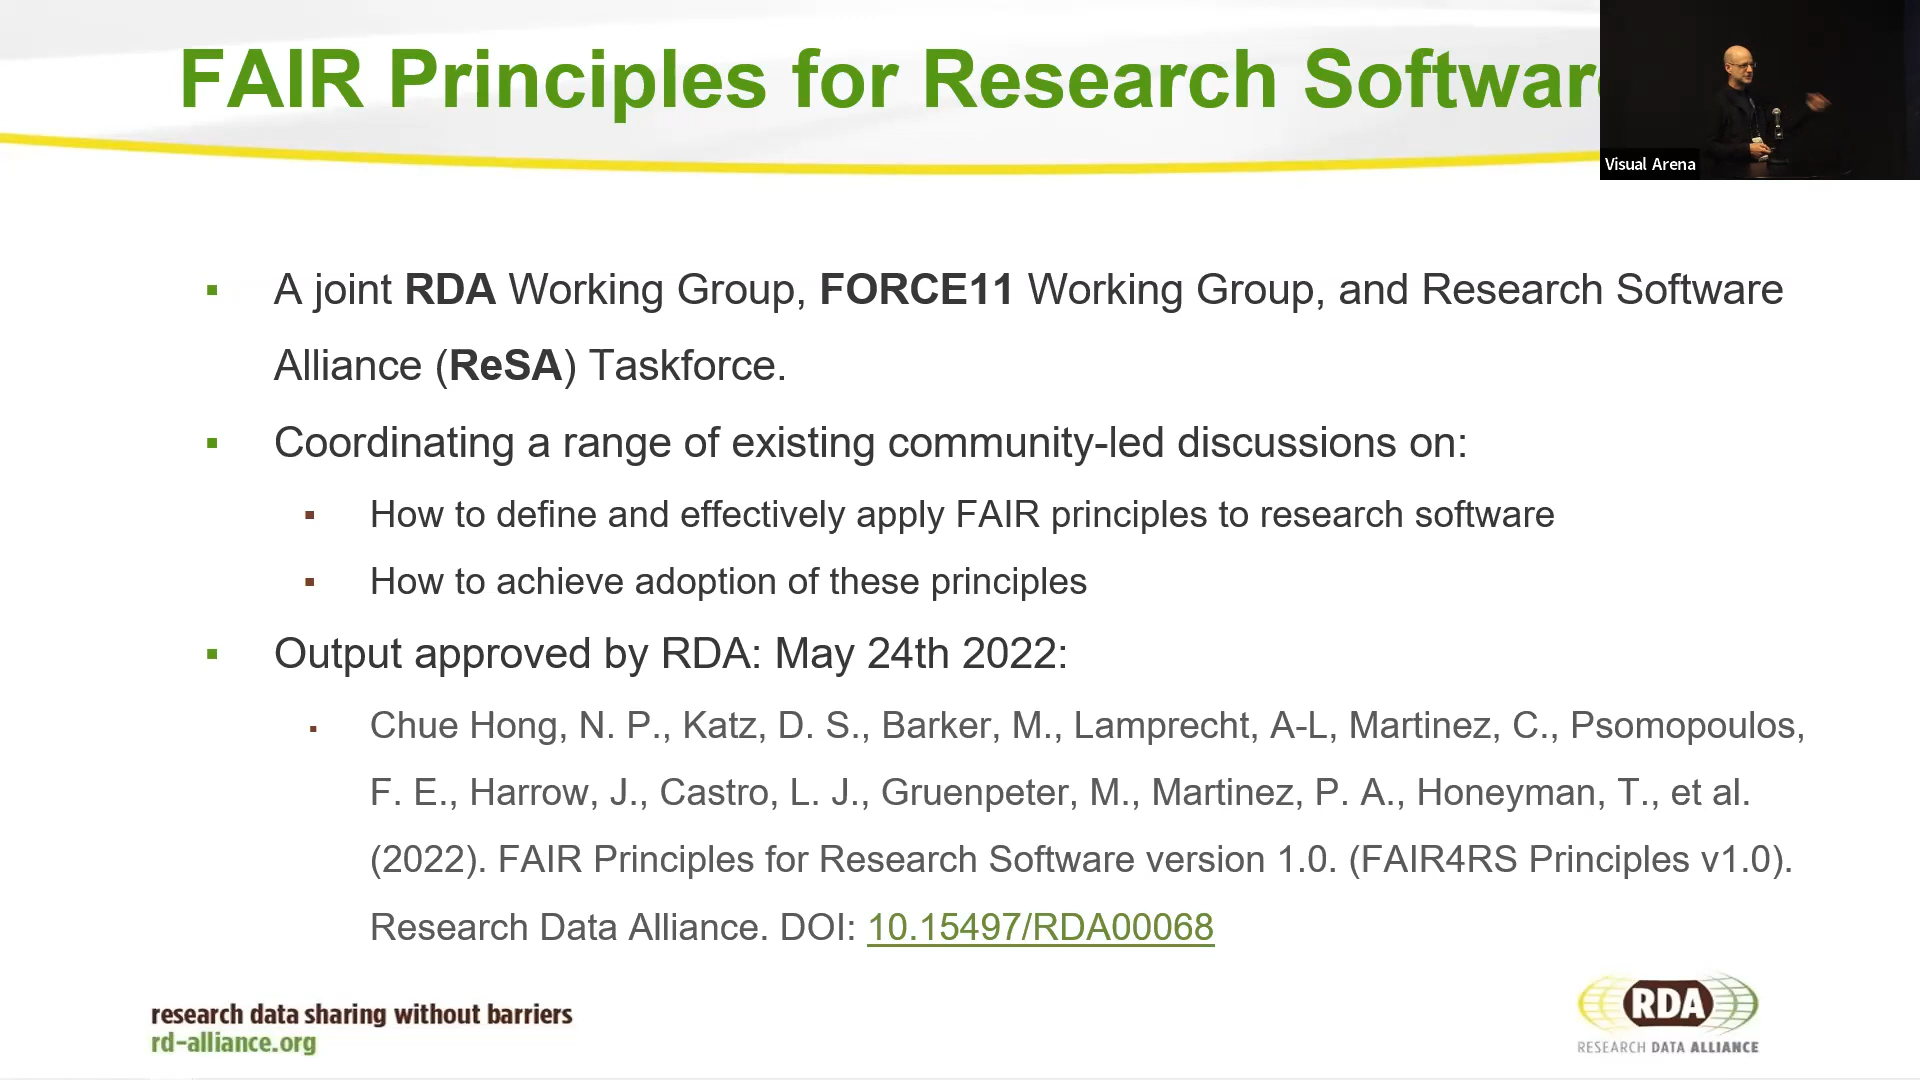 FAIR Principles for Research Software
Visual Arena
▪ A joint RDA Working Group, FORCE11 Working Group, and Research Software
Alliance (ReSA) Taskforce.
▪ Coordinating a range of existing community-led discussions on:
▪ How to define and effectively apply FAIR principles to research software
▪ How to achieve adoption of these principles
▪ Output approved by RDA: May 24th 2022:
▪ Chue Hong, N. P., Katz, D. S., Barker, M., Lamprecht, A-L, Martinez, C., Psomopoulos,
F. E., Harrow, J., Castro, L. J., Gruenpeter, M., Martinez, P. A., Honeyman, T., et al.
(2022). FAIR Principles for Research Software version 1.0. (FAIR4RS Principles v1.0).
Research Data Alliance. DOI: 10.15497/RDA00068
research data sharing without barriers
rd-alliance.org
RDA
RESEARCH DATA ALLIANCE